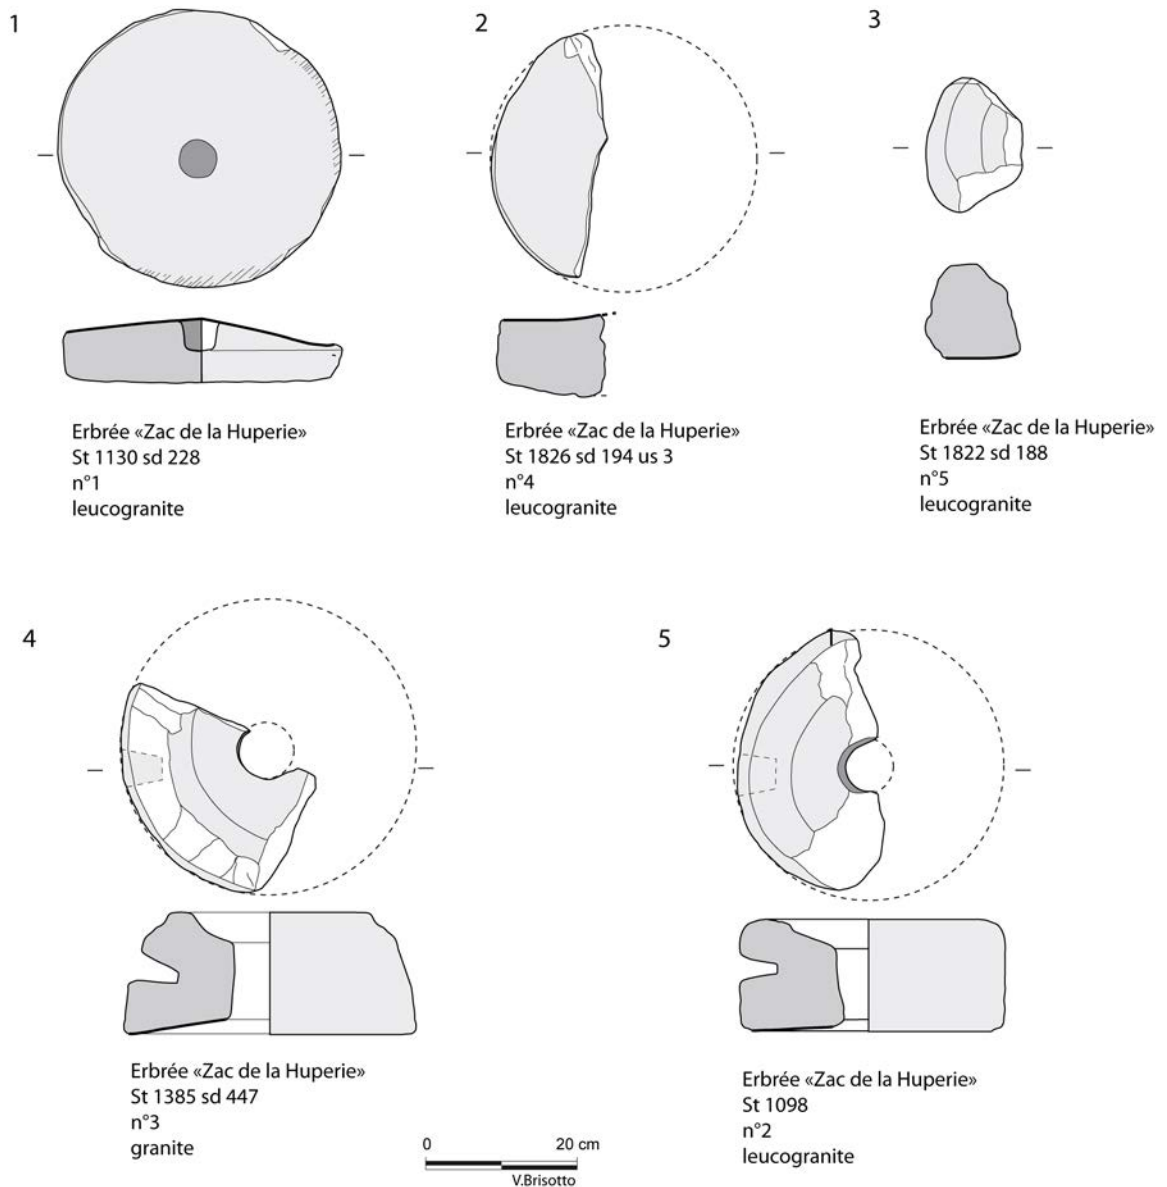 1
2
3
Erbrée «Zac de la Huperie»
St 1130 sd 228
n°1
leucogranite
Erbrée «Zac de la Huperie»
St 1826 sd 194 us 3
n°4
leucogranite
Erbrée «Zac de la Huperie»
St 1822 sd 188
n°5
leucogranite
4
5
Erbrée «Zac de la Huperie»
St 1385 sd 447
n°3
granite
Erbrée «Zac de la Huperie»
St 1098
n°2
leucogranite
0 20 cm
V.Brisotto